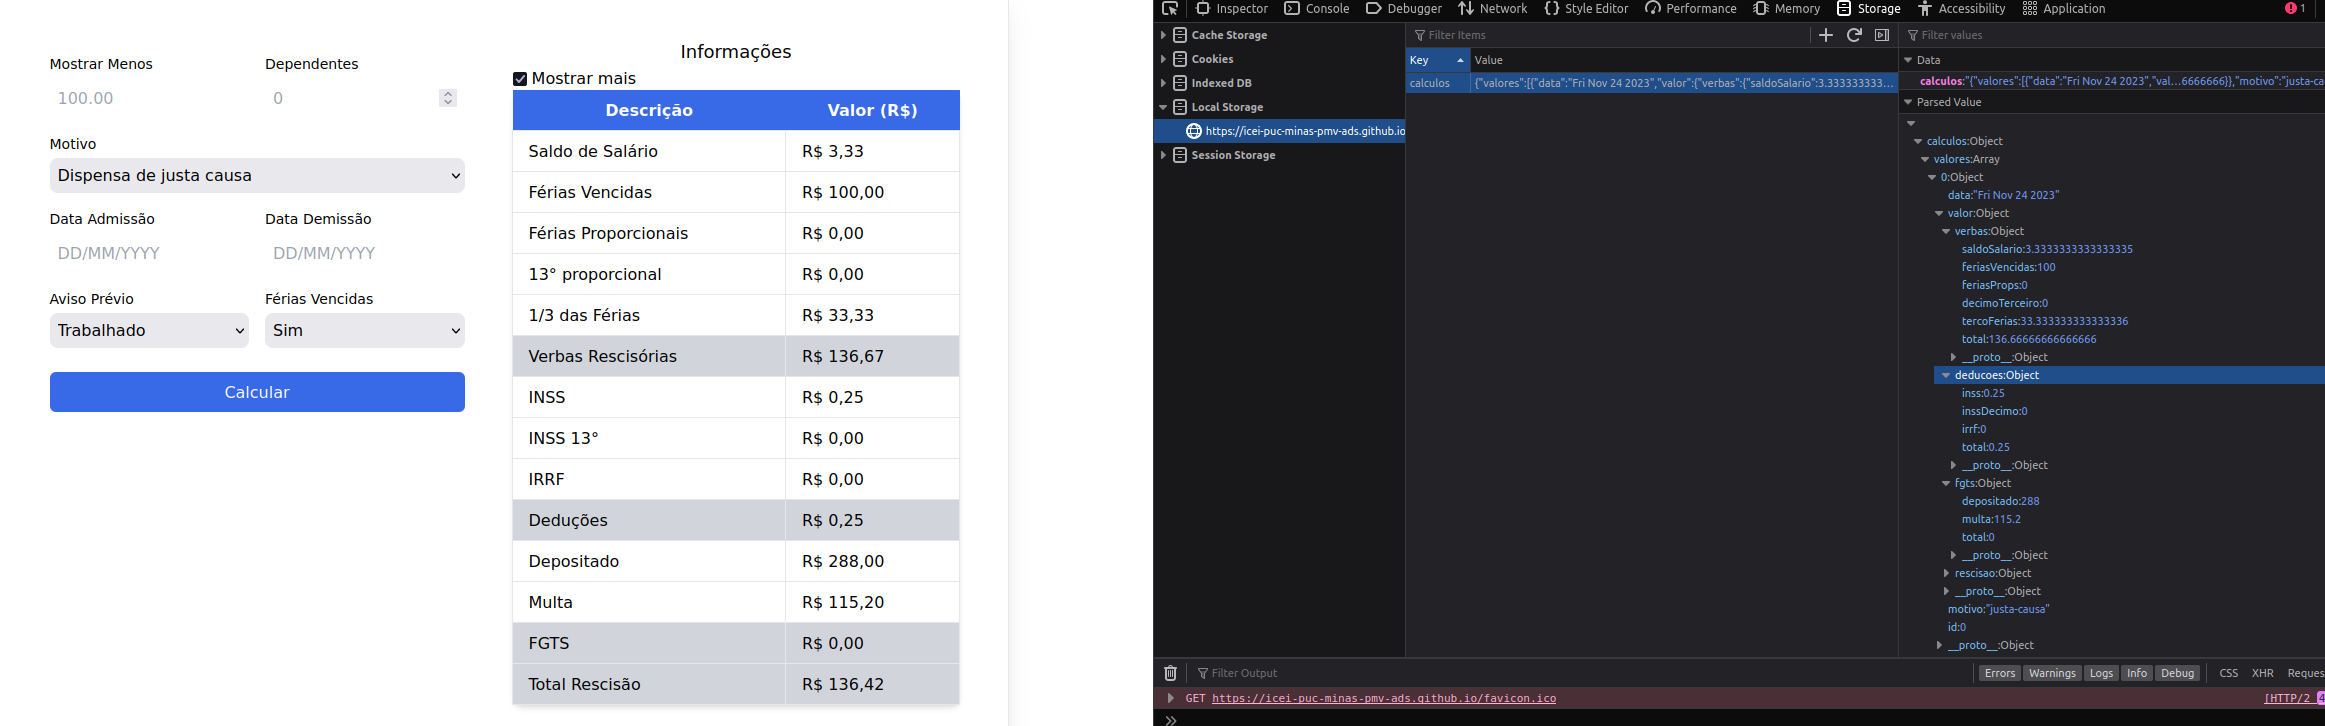 Mostrar Menos
Dependentes
100.00
0
Motivo
Dispensa de justa causa
Data Admissão
Data Demissão
DD/MM/YYYY
DD/MM/YYYY
Aviso Prévio
Férias Vencidas
Trabalhado
Sim
Calcular
Informações
Mostrar mais
Descrição Valor (R$)
Saldo de Salário R$ 3,33
Férias Vencidas R$ 100,00
Férias Proporcionais R$ 0,00
13° proporcional R$ 0,00
1/3 das Férias R$ 33,33
Verbas Rescisórias R$ 136,67
INSS R$ 0,25
INSS 13° R$ 0,00
IRRF R$ 0,00
Deduções R$ 0,25
Depositado R$ 288,00
Multa R$ 115,20
FGTS R$ 0,00
Total Rescisão R$ 136,42
Inspector Console Debugger Network Style Editor Performance Memory Storage Accessibility Application 1
Cache Storage
Cookies
Indexed DB
Local Storage
https://icei-puc-minas-pmv-ads.github.io
Session Storage
Filter Items
Key Value
calculos {"valores":[{"data":"Fri Nov 24 2023","valor":{"verbas":{"saldoSalario":3.333333333…
Filter values
Data
calculos:"{"valores":[{"data":"Fri Nov 24 2023","val…6666666}},"motivo":"justa-ca
Parsed Value
calculos:Object
valores:Array
0:Object
data:"Fri Nov 24 2023"
valor:Object
verbas:Object
saldoSalario:3.3333333333333335
feriasVencidas:100
feriasProps:0
decimoTerceiro:0
tercoFerias:33.333333333333336
total:136.66666666666666
__proto__:Object
deducoes:Object
inss:0.25
inssDecimo:0
irrf:0
total:0.25
__proto__:Object
fgts:Object
depositado:288
multa:115.2
total:0
__proto__:Object
rescisao:Object
__proto__:Object
motivo:"justa-causa"
id:0
__proto__:Object
Filter Output
Errors Warnings Logs Info Debug CSS XHR Reques
GET https://icei-puc-minas-pmv-ads.github.io/favicon.ico [HTTP/2 4